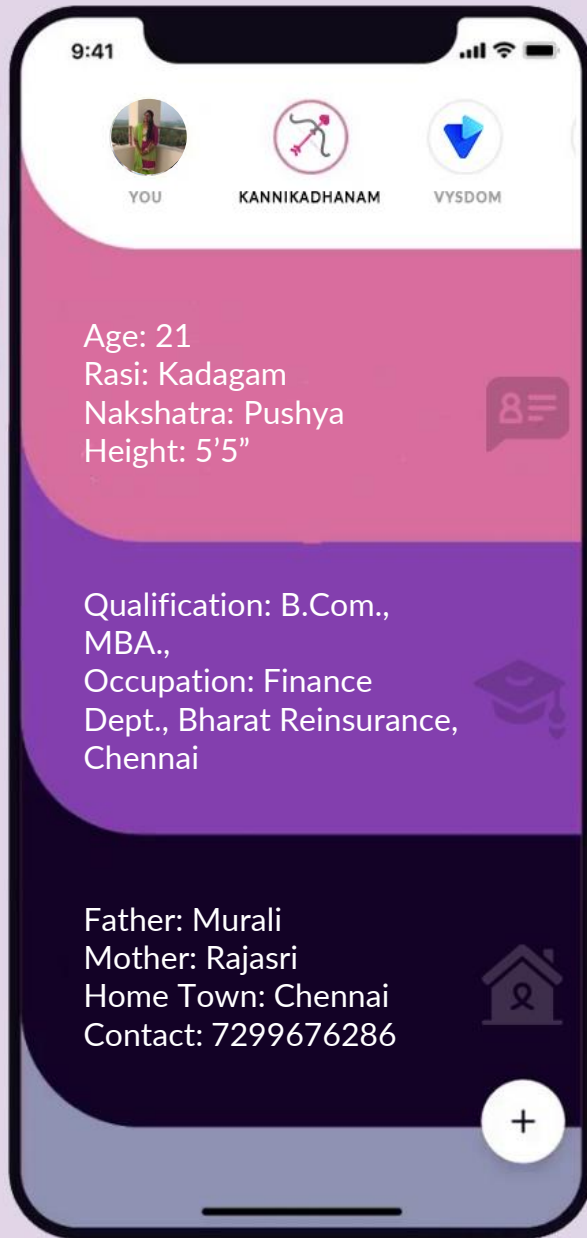 9:41
YOU
KANNIKADHANAM
VYSDOM
Age: 21
Rasi: Kadagam
Nakshatra: Pushya
Height: 5’5”
Qualification: B.Com.,
MBA.,
Occupation: Finance
Dept., Bharat Reinsurance,
Chennai
Father: Murali
Mother: Rajasri
Home Town: Chennai
Contact: 7299676286